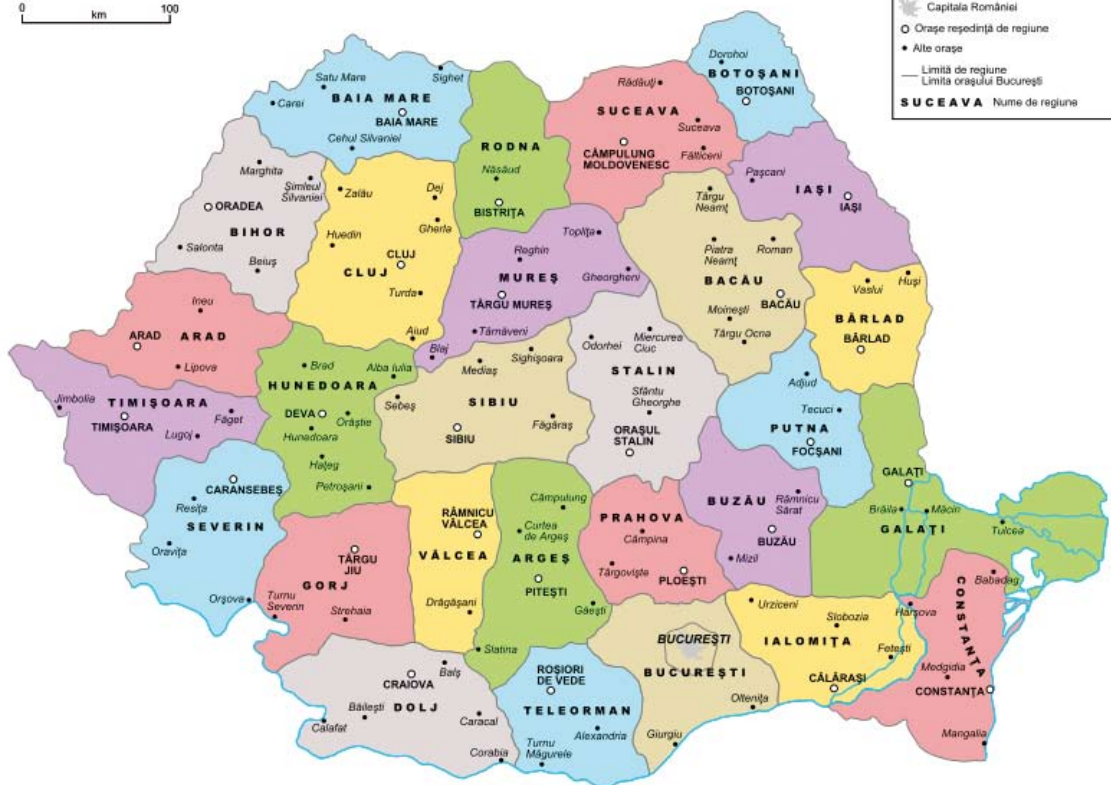 0 100
km
Capitala României
Orașe reședință de regiune
Alte orașe
Limită de regiune
Limita orașului București
SUCEAVA Nume de regiune
Satu Mare
Sighet
Carei
BAIA MARE
BAIA MARE
Cehul Silvaniei
RODNA
Năsăud
BISTRIȚA
Rădăuți
SUCEAVA
Suceava
CÂMPULUNG
MOLDOVENESC
Fălticeni
Dorohoi
BOTOȘANI
BOTOȘANI
Pașcani
IAȘI
IAȘI
Marghita
Șimleul
Silvaniei
ORADEA
BIHOR
Salonta
Beiuș
Zalău
Dej
Gherla
Huedin
CLUJ
CLUJ
Turda
Aiud
Toplița
Reghin
Gheorgheni
MUREȘ
TÂRGU MUREȘ
Târnăveni
Blaj
Târgu
Neamț
Piatra
Neamț
Roman
BACĂU
BACĂU
Moinești
Târgu Ocna
Vaslui
Huși
BÂRLAD
BÂRLAD
Ineu
ARAD
ARAD
Lipova
Jimbolia
TIMIȘOARA
TIMIȘOARA
Făget
Lugoj
Brad
Alba Iulia
HUNEDOARA
DEVA
Orăștie
Hunedoara
Hațeg
Petroșani
Sebeș
Mediaș
Sighișoara
SIBIU
SIBIU
Făgăraș
Odorhei
Miercurea
Ciuc
STALIN
Sfântu
Gheorghe
ORAȘUL
STALIN
Adjud
Tecuci
PUTNA
FOCȘANI
CARANSEBEȘ
Reșița
SEVERIN
Oravița
Orșova
TÂRGU
JIU
GORJ
Turnu
Severin
Strehaia
RÂMNICU
VÂLCEA
VÂLCEA
Drăgășani
Câmpulung
Curtea
de Argeș
ARGEȘ
PITEȘTI
Găești
Slatina
PRAHOVA
Câmpina
Târgoviște
PLOEȘTI
BUZĂU
Râmnicu
Sărat
BUZĂU
Mizil
GALAȚI
Brăila
Măcin
GALAȚI
Tulcea
Babadag
CONSTANȚA
Hârșova
Medgidia
CONSTANȚA
Mangalia
Urziceni
Slobozia
IALOMIȚA
Fetești
CĂLĂRAȘI
BUCUREȘTI
BUCUREȘTI
Oltenița
Giurgiu
ROȘIORI
DE VEDE
TELEORMAN
Alexandria
Turnu
Măgurele
CRAIOVA
Balș
DOLJ
Băilești
Calafat
Caracal
Corabia